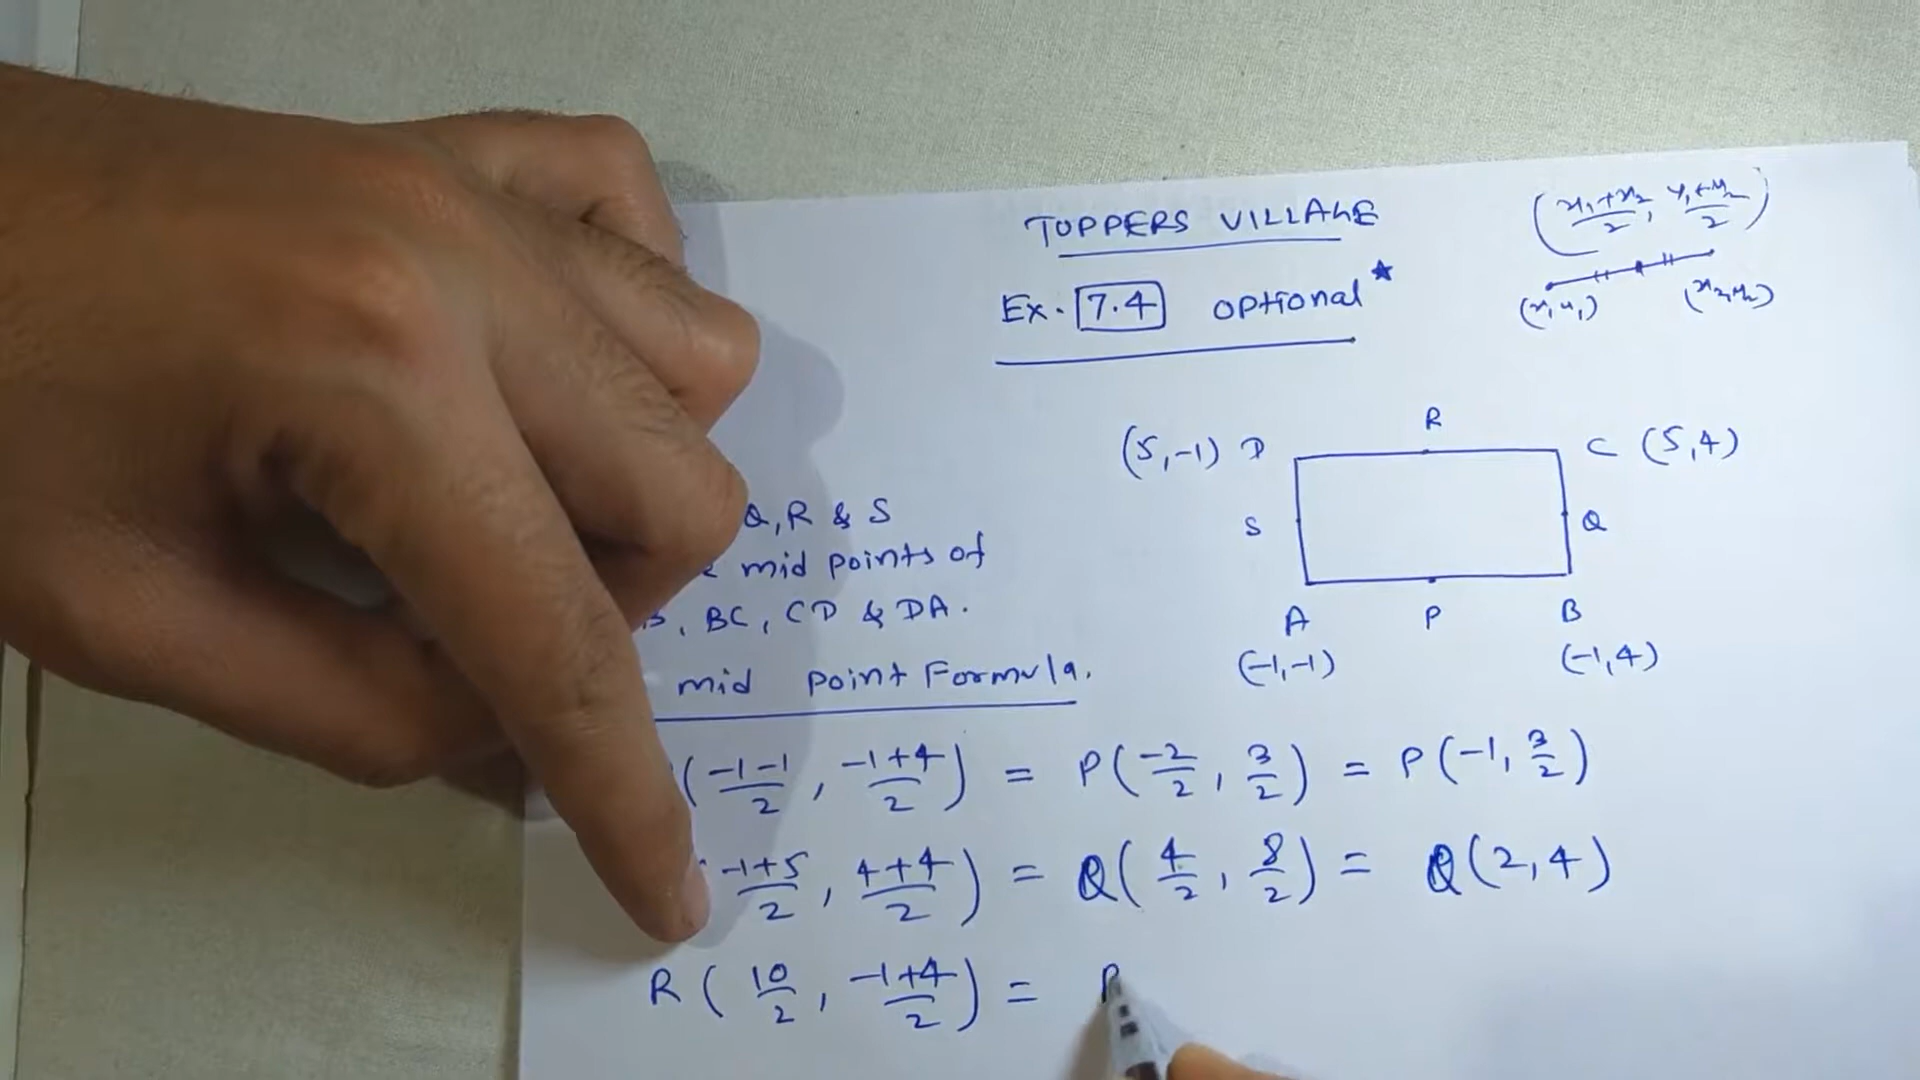 TOPPERS VILLAGE
Ex. 7.4 optional*
(x₁+x₂/2, y₁+y₂/2)
(x₁,y₁) (x₂,y₂)
R
(5,-1) D C (5,4)
S Q
A P B
(-1,-1) (-1,4)
Q,R & S
mid points of
BC, CD & DA.
mid point Formula.
(-1-1/2, -1+4/2) = P(-2/2, 3/2) = P(-1, 3/2)
-1+5/2, 4+4/2) = Q(4/2, 8/2) = Q(2,4)
R(10/2, -1+4/2) =